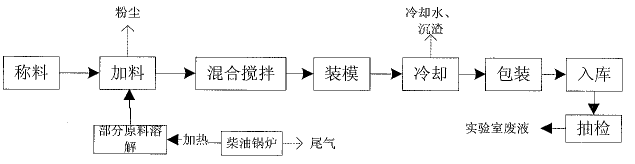 粉尘
冷却水、
沉渣
称料
加料
混合搅拌
装模
冷却
包装
入库
部分原料溶
解
加热
柴油锅炉
尾气
实验室废液
抽检